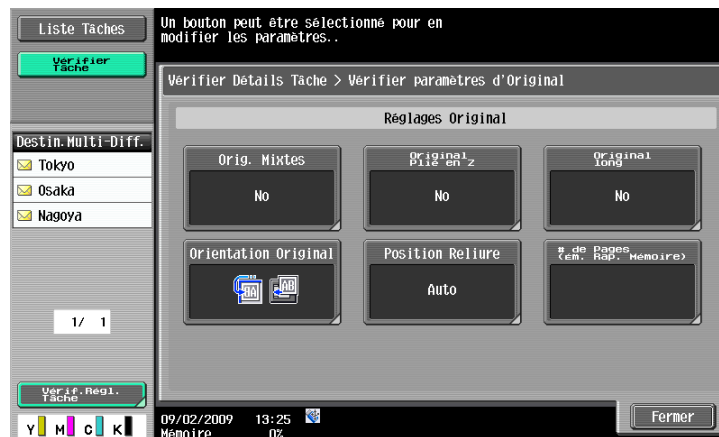 Liste Tâches
Un bouton peut être sélectionné pour en
modifier les paramètres..
Vérifier
Tâche
Vérifier Détails Tâche > Vérifier paramètres d'Original
Réglages Original
Destin.Multi-Diff.
Tokyo
Osaka
Nagoya
Orig. Mixtes
No
Original
Plié en Z
No
Original
long
No
Orientation Original
Position Reliure
Auto
# de Pages
(Ém. Rap. Mémoire)
1/ 1
Vérif.Régl.
Tâche
Y M C K
09/02/2009 13:25
Mémoire 0%
Fermer